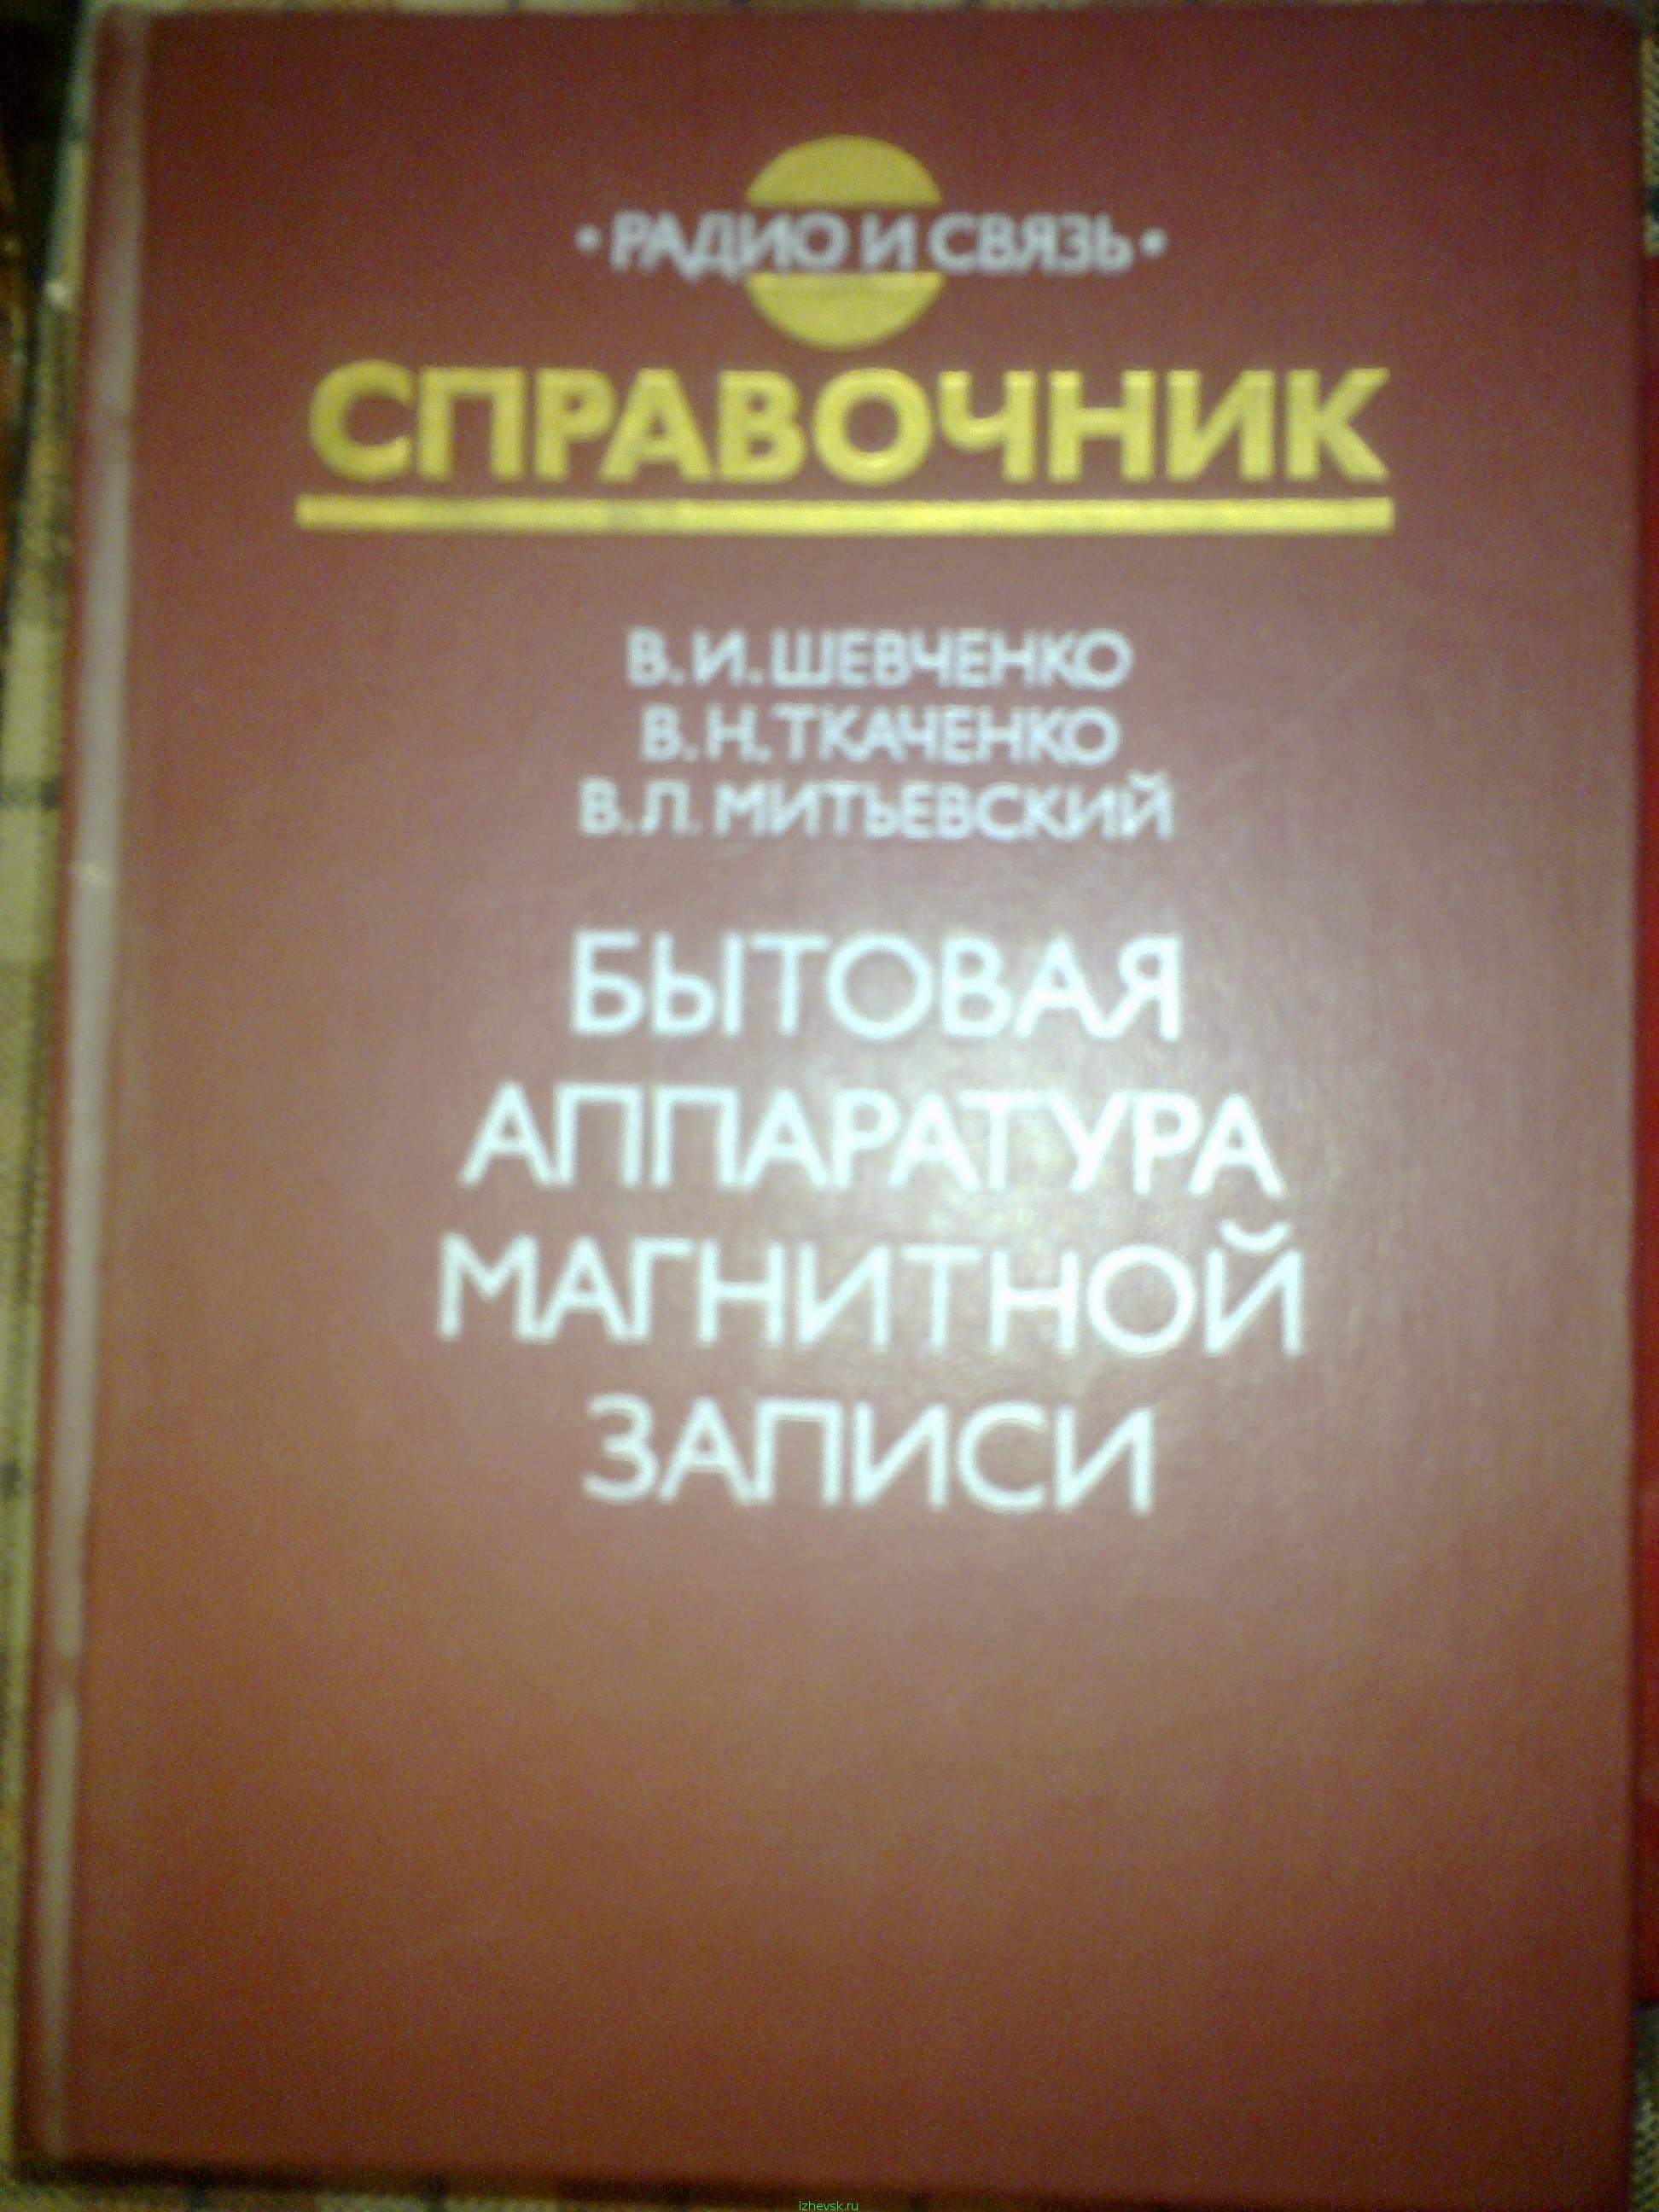 • РАДИО И СВЯЗЬ •
СПРАВОЧНИК
В.И.ШЕВЧЕНКО
В.Н.ТКАЧЕНКО
В.Л.МИТЬЕВСКИЙ
БЫТОВАЯ
АППАРАТУРА
МАГНИТНОЙ
ЗАПИСИ
izhevsk.ru